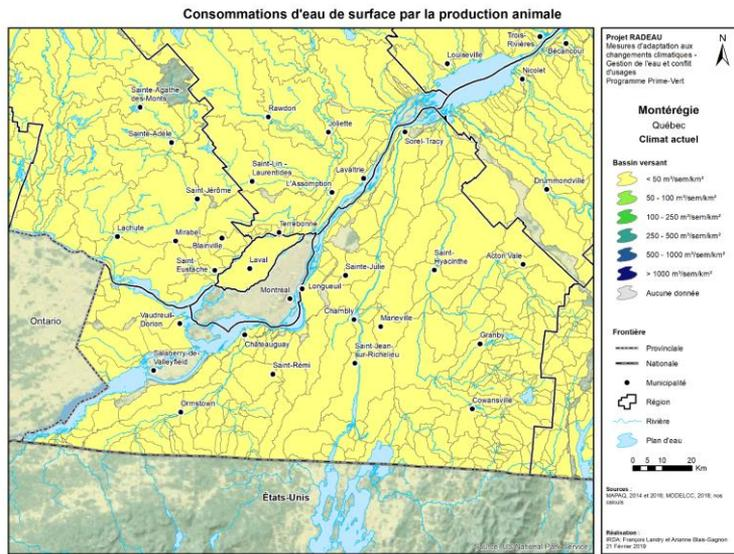 Consommations d'eau de surface par la production animale
Trois-
Rivières
Bécancour
Louiseville
Nicolet
Sainte-Agathe
des-Monts
Rawdon
Joliette
Sainte-Adèle
Sorel-Tracy
Saint-Lin -
Laurentides
Lavaltrie
L'Assomption
Saint-Jérôme
Drummondville
Lachute
Mirabel
Terrebonne
Blainville
Saint-
Eustache
Laval
Sainte-Julie
Saint-
Hyacinthe
Acton Vale
Montréal
Longueuil
Ontario
Vaudreuil-
Dorion
Chambly
Marieville
Châteauguay
Granby
Salaberry-de-
Valleyfield
Saint-Rémi
Saint-Jean
sur-Richelieu
Ormstown
Cowansville
États-Unis
Source: US National Park Service
Projet RADEAU
Mesures d'adaptation aux
changements climatiques -
Gestion de l'eau et conflit
d'usages
Programme Prime-Vert
N
Montérégie
Québec
Climat actuel
Bassin versant
< 50 m³/sem/km²
50 - 100 m³/sem/km²
100 - 250 m³/sem/km²
250 - 500 m³/sem/km²
500 - 1000 m³/sem/km²
> 1000 m³/sem/km²
Aucune donnée
Frontière
Provinciale
Nationale
Municipalité
Région
Rivière
Plan d'eau
0 5 10 20
Km
Sources :
MAPAQ, 2014 et 2016; MDDELCC, 2018; nos
calculs
Réalisation :
IRDA: François Landry et Arianne Blais-Gagnon
21 Février 2019